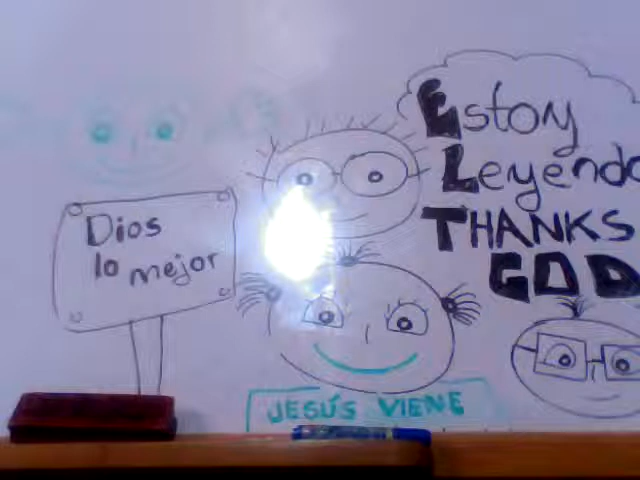 Dios
lo mejor
Estoy
Leyendo
THANKS
GOD
JESÚS VIENE